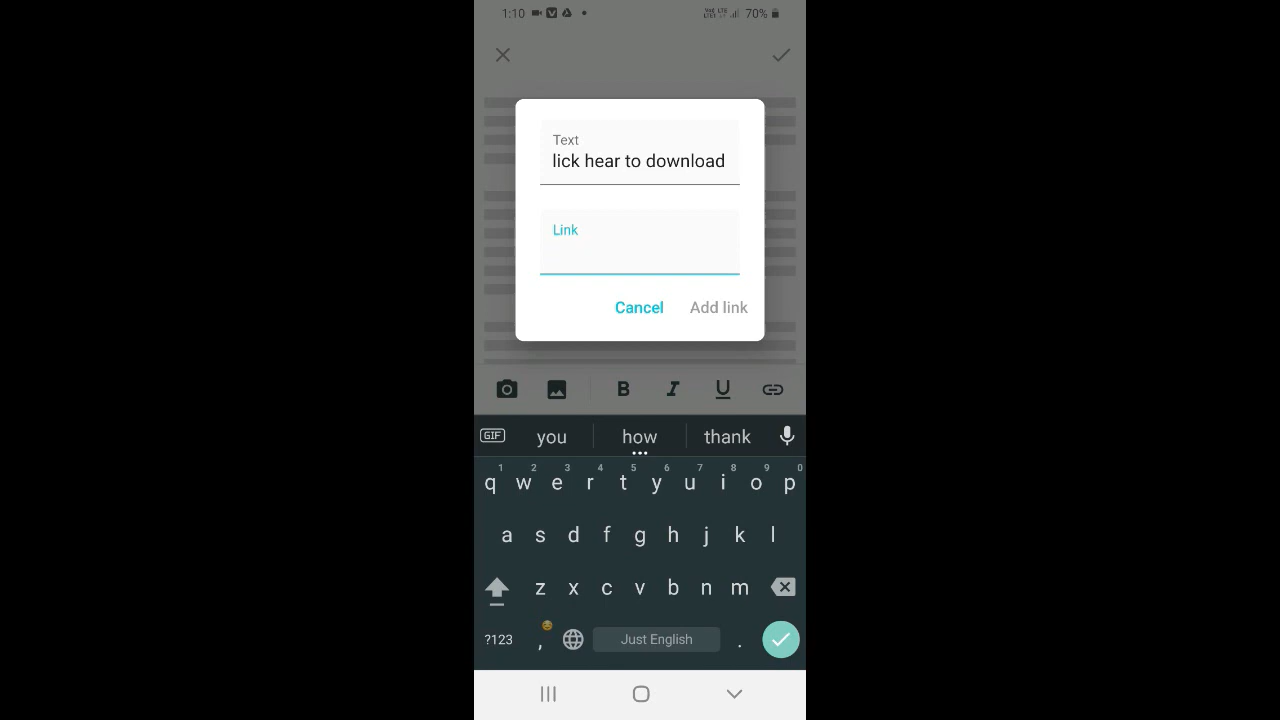 1:10 70%
Text
lick hear to download
Link
Cancel Add link
B I U
GIF you how thank
1 2 3 4 5 6 7 8 9 0
q w e r t y u i o p
a s d f g h j k l
z x c v b n m
?123 , Just English .